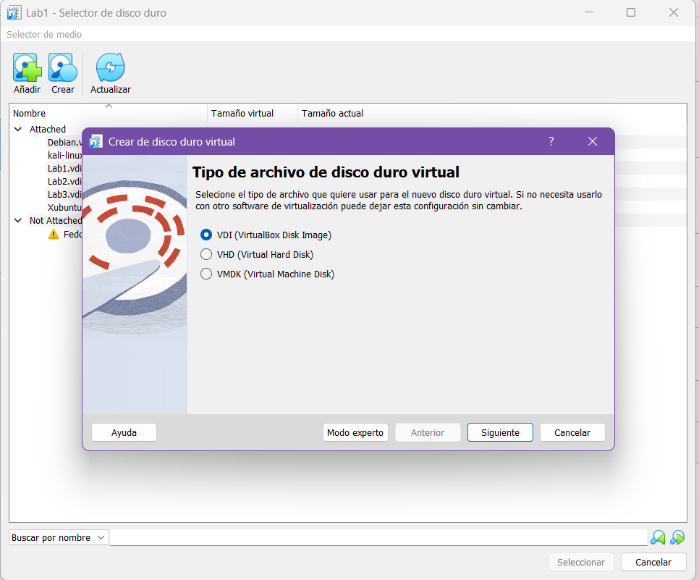 Lab1 - Selector de disco duro
Selector de medio
Añadir Crear Actualizar
Nombre Tamaño virtual Tamaño actual
Attached
Debian.v
kali-linux
Lab1.vdi
Lab2.vdi
Lab3.vdi
Xubuntu
Not Attached
Fedo
Crear de disco duro virtual
Tipo de archivo de disco duro virtual
Selecione el tipo de archivo que quiere usar para el nuevo disco duro virtual. Si no necesita usarlo
con otro software de virtualización puede dejar esta configuración sin cambiar.
VDI (VirtualBox Disk Image)
VHD (Virtual Hard Disk)
VMDK (Virtual Machine Disk)
Ayuda Modo experto Anterior Siguiente Cancelar
Buscar por nombre
Seleccionar Cancelar